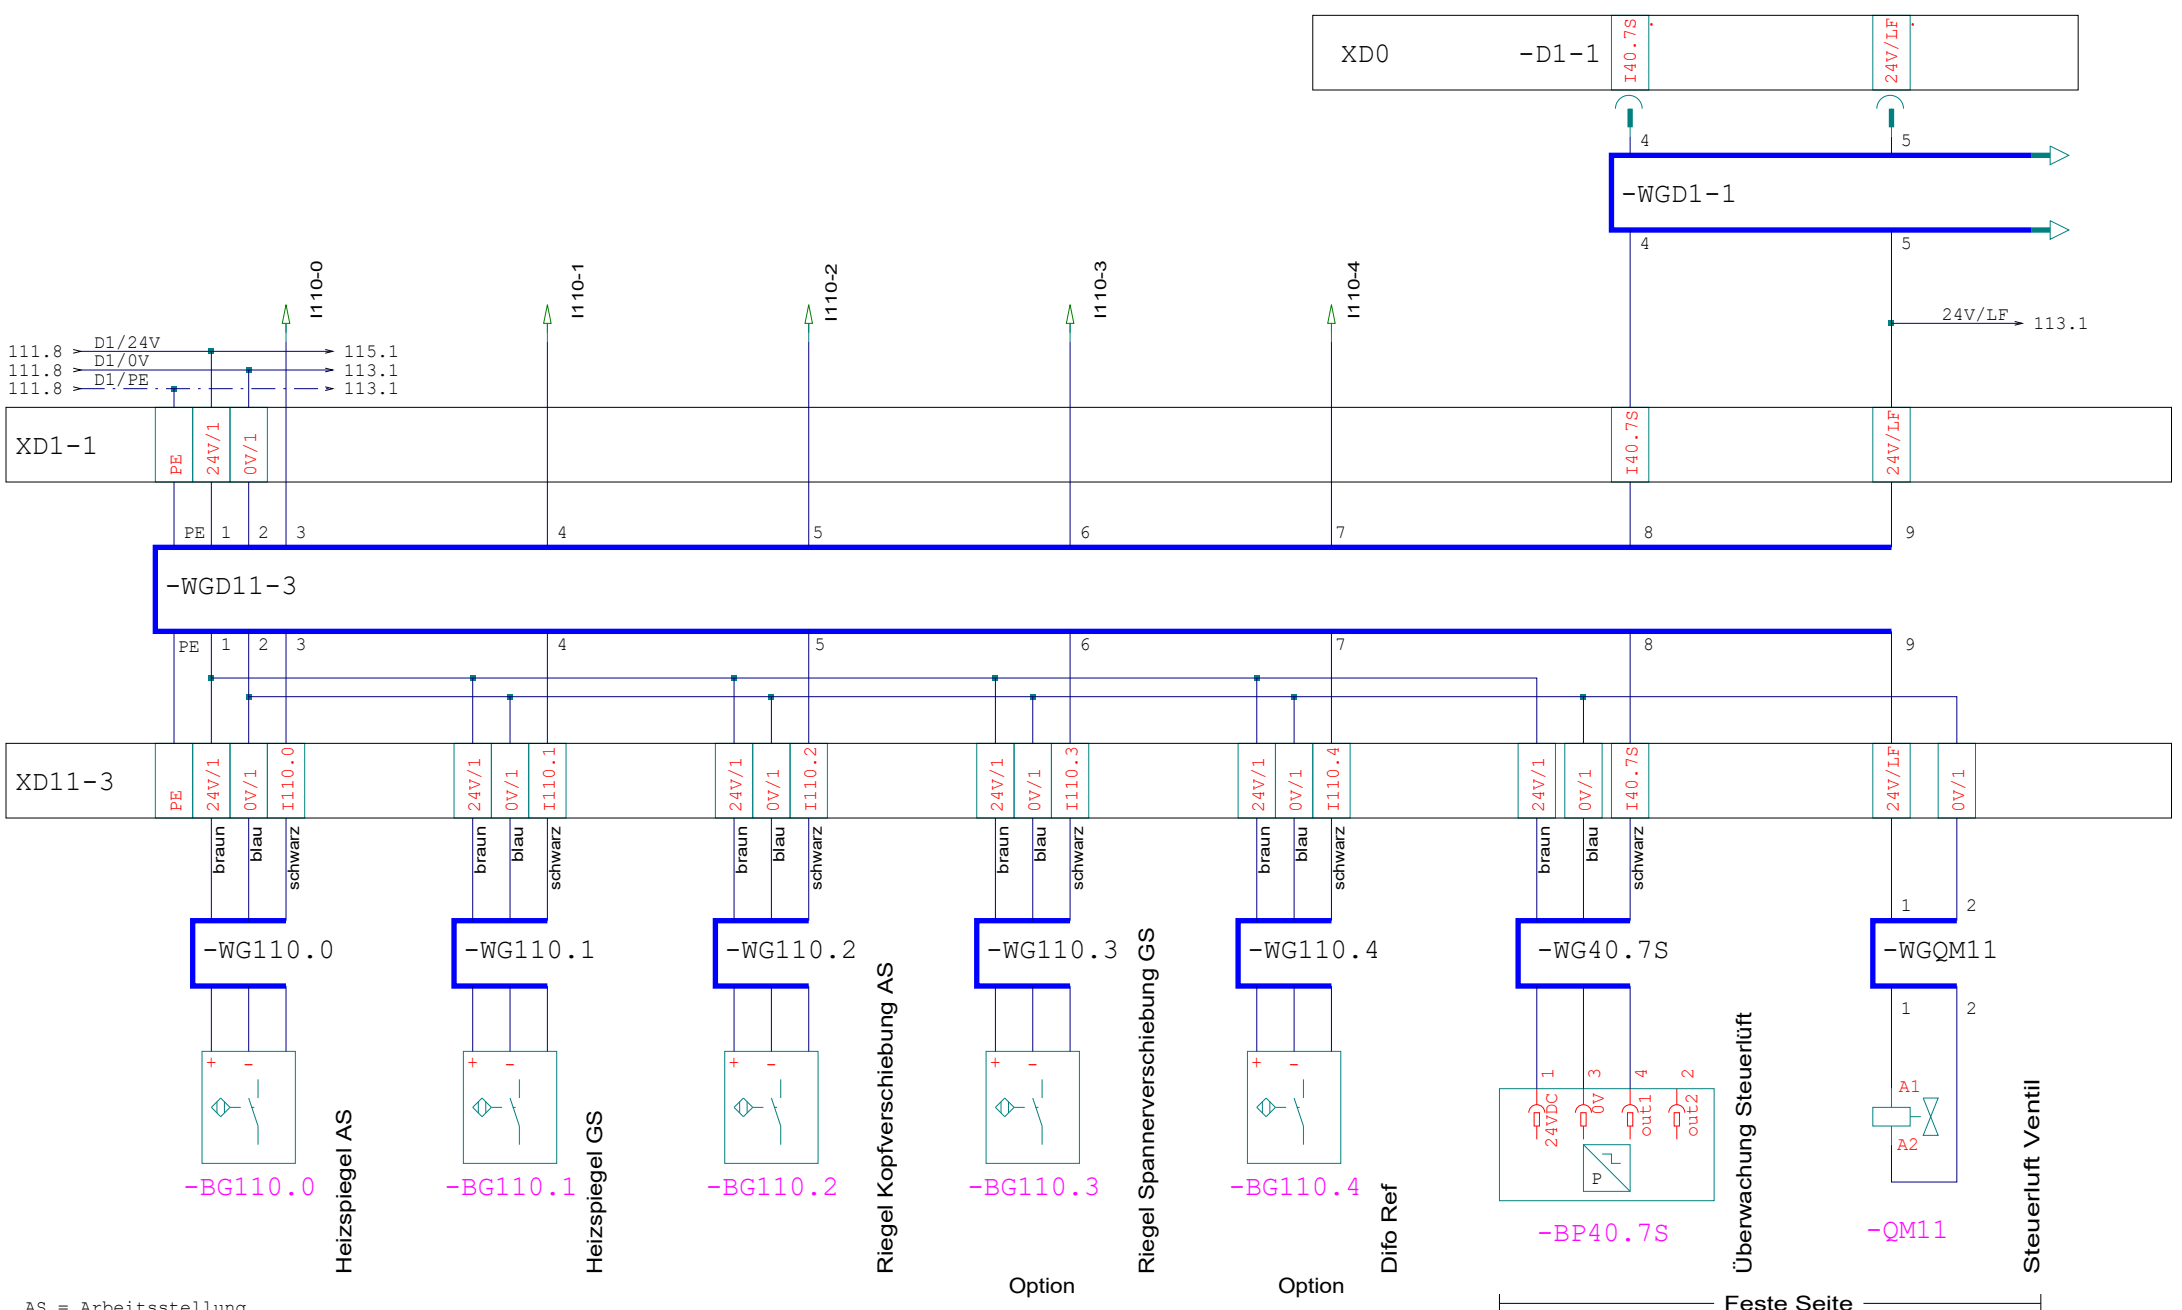 XD0 -D1-1 I40.7S 24V/LF
4 5
-WGD1-1
4 5
I110-0 I110-1 I110-2 I110-3 I110-4
24V/LF 113.1
111.8 D1/24V 115.1
111.8 D1/0V 113.1
111.8 D1/PE 113.1
XD1-1 PE 24V/1 0V/1 I40.7S 24V/LF
PE 1 2 3 4 5 6 7 8 9
-WGD11-3
PE 1 2 3 4 5 6 7 8 9
XD11-3 PE 24V/1 0V/1 I110.0 24V/1 0V/1 I110.1 24V/1 0V/1 I110.2 24V/1 0V/1 I110.3 24V/1 0V/1 I110.4 24V/1 0V/1 I40.7S 24V/LF 0V/1
braun blau schwarz braun blau schwarz braun blau schwarz braun blau schwarz braun blau schwarz braun blau schwarz
1 2
-WG110.0 -WG110.1 -WG110.2 -WG110.3 -WG110.4 -WG40.7S -WGQM11
1 2
+ - + - + - + - + -
1 3 4 2
24VDC 0V out1 out2
P
A1
A2
-BG110.0 -BG110.1 -BG110.2 -BG110.3 -BG110.4 -BP40.7S -QM11
Heizspiegel AS
Heizspiegel GS
Riegel Kopfverschiebung AS
Riegel Spannerverschiebung GS
Difo Ref
Überwachung Steuerlüft
Steuerluft Ventil
Option Option
AS = Arbeitsstellung
Feste Seite